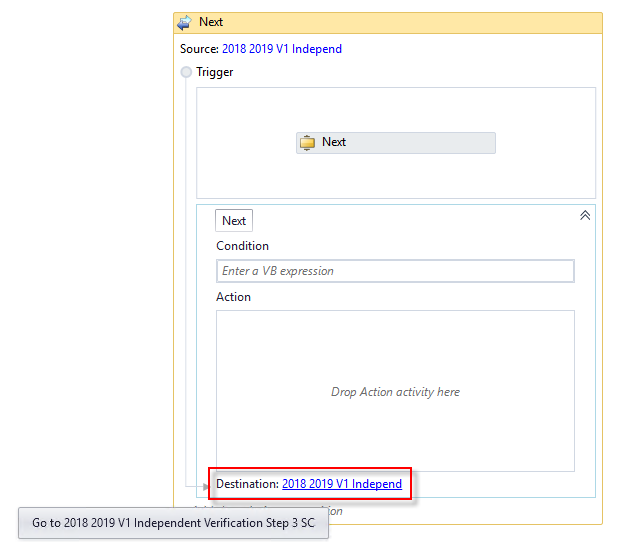 Next
Source: 2018 2019 V1 Independ
Trigger
Next
Next
Condition
Enter a VB expression
Action
Drop Action activity here
Destination: 2018 2019 V1 Independ
Go to 2018 2019 V1 Independent Verification Step 3 SC